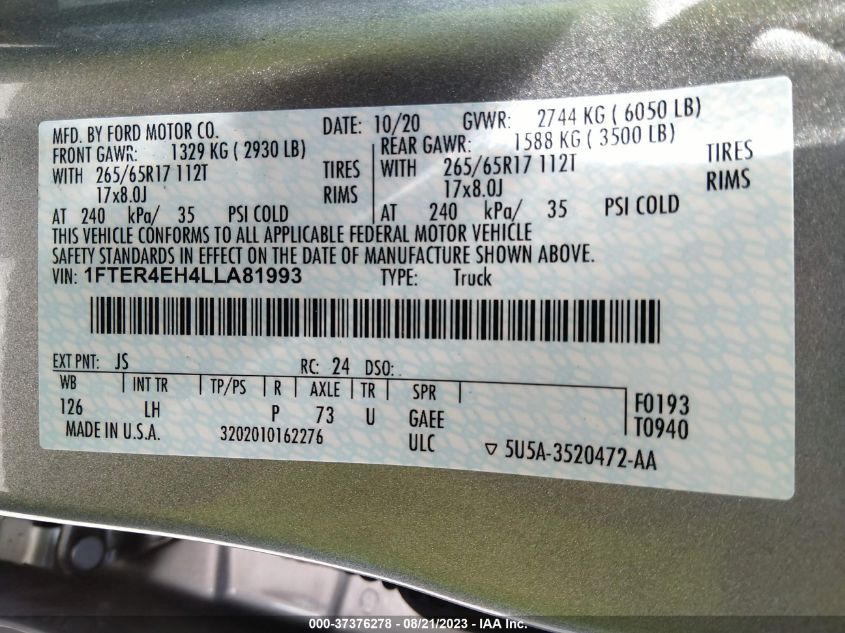 MFD. BY FORD MOTOR CO. DATE: 10/20 GVWR: 2744 KG ( 6050 LB)
FRONT GAWR: 1329 KG ( 2930 LB) REAR GAWR: 1588 KG ( 3500 LB)
WITH 265/65R17 112T TIRES WITH 265/65R17 112T TIRES
17x8.0J RIMS 17x8.0J RIMS
AT 240 kPa/ 35 PSI COLD AT 240 kPa/ 35 PSI COLD
THIS VEHICLE CONFORMS TO ALL APPLICABLE FEDERAL MOTOR VEHICLE
SAFETY STANDARDS IN EFFECT ON THE DATE OF MANUFACTURE SHOWN ABOVE.
VIN: 1FTER4EH4LLA81993 TYPE: Truck
EXT PNT: JS RC: 24 DSO:
WB INT TR TP/PS R AXLE TR SPR
126 LH P 73 U GAEE F0193
MADE IN U.S.A. 3202010162276 ULC T0940
▽ 5U5A-3520472-AA
000-37376278 - 08/21/2023 - © IAA, Inc.